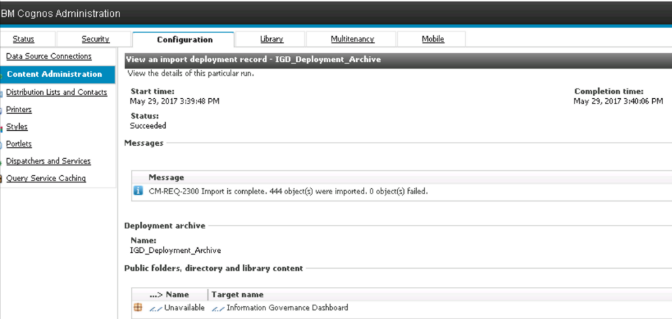 BM Cognos Administration
Status Security Configuration Library Multitenancy Mobile
Data Source Connections
Content Administration
Distribution Lists and Contacts
Printers
Styles
Portlets
Dispatchers and Services
Query Service Caching
View an import deployment record - IGD_Deployment_Archive
View the details of this particular run.
Start time:
May 29, 2017 3:39:48 PM
Completion time:
May 29, 2017 3:40:06 PM
Status:
Succeeded
Messages
Message
CM-REQ-2300 Import is complete. 444 object(s) were imported. 0 object(s) failed.
Deployment archive
Name:
IGD_Deployment_Archive
Public folders, directory and library content
...> Name Target name
Unavailable Information Governance Dashboard